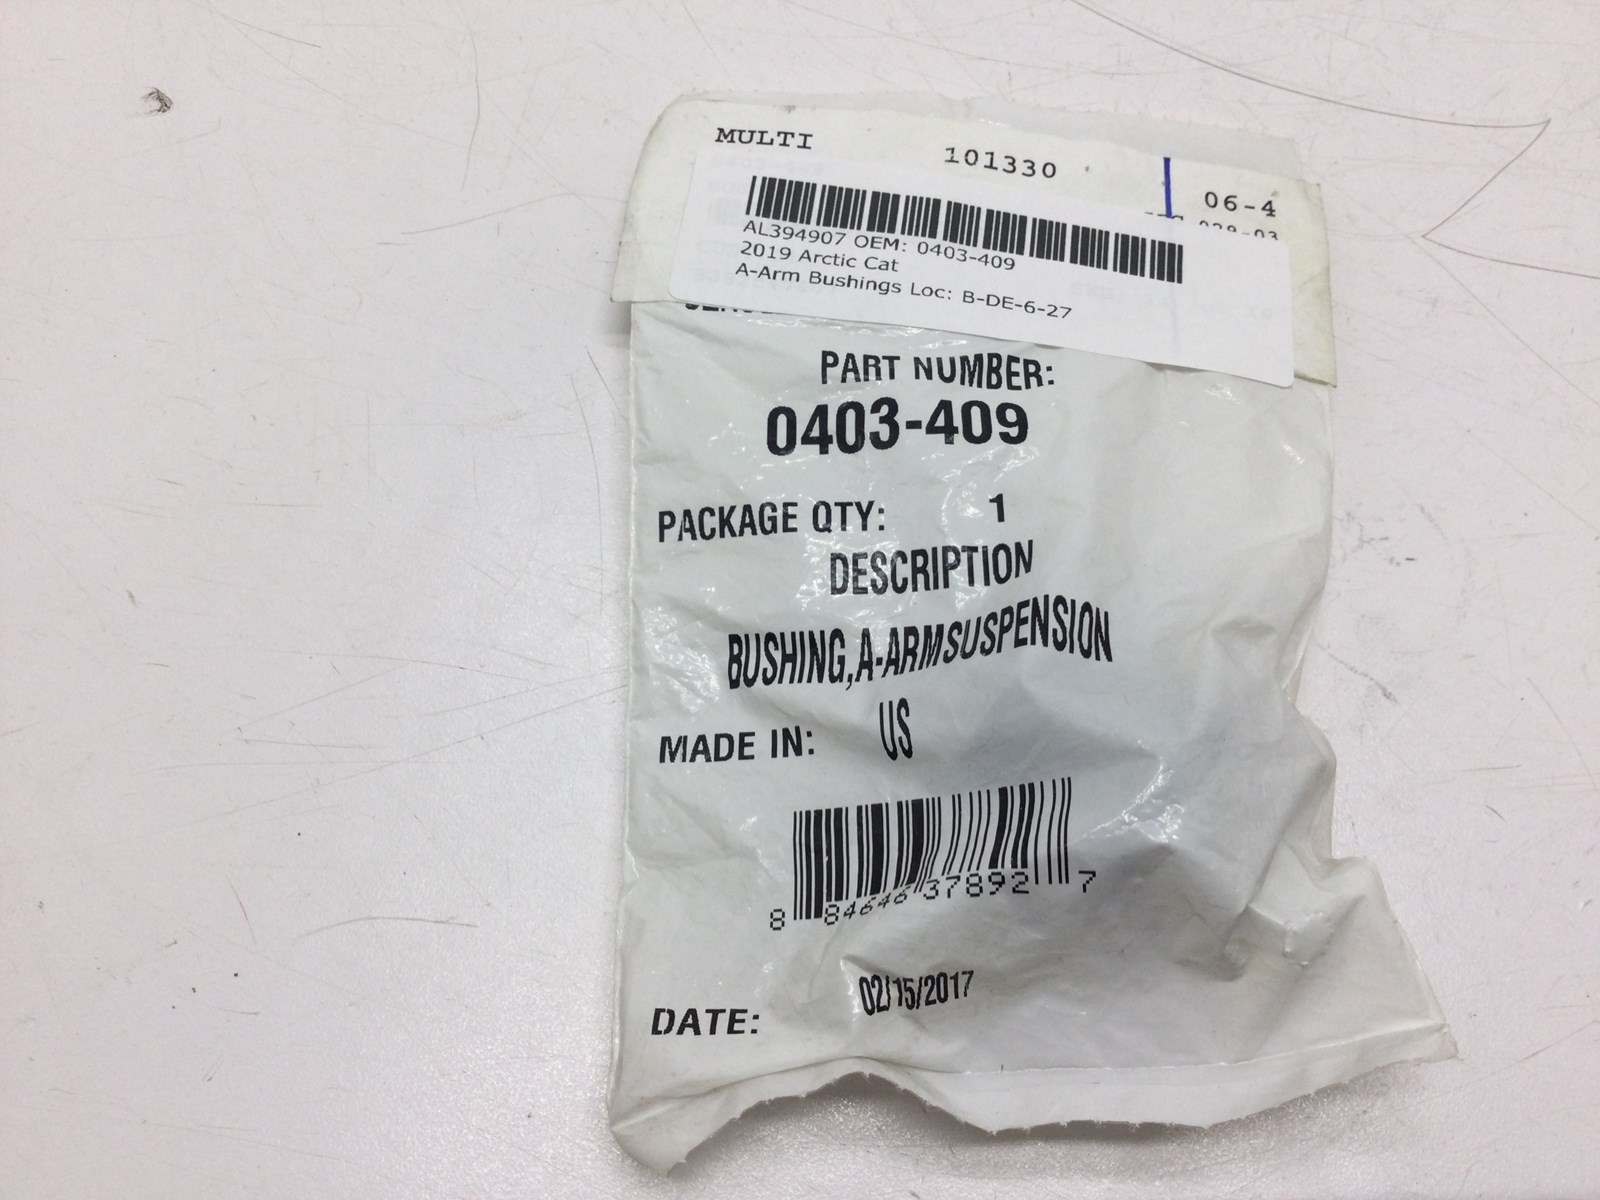 MULTI 101330 06-4
029-03
AL394907 OEM: 0403-409
2019 Arctic Cat
A-Arm Bushings Loc: B-DE-6-27
PART NUMBER:
0403-409
PACKAGE QTY: 1
DESCRIPTION
BUSHING,A-ARMSUSPENSION
MADE IN: US
8 84646 37892 7
DATE: 02/15/2017